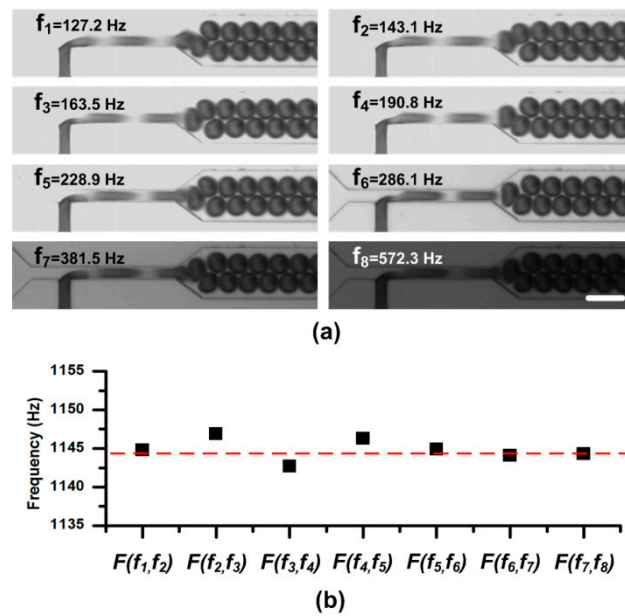 f1=127.2 Hz
f2=143.1 Hz
f3=163.5 Hz
f4=190.8 Hz
f5=228.9 Hz
f6=286.1 Hz
f7=381.5 Hz
f8=572.3 Hz
(a)
Frequency (Hz)
1155
1150
1145
1140
1135
F(f1,f2)
F(f2,f3)
F(f3,f4)
F(f4,f5)
F(f5,f6)
F(f6,f7)
F(f7,f8)
(b)